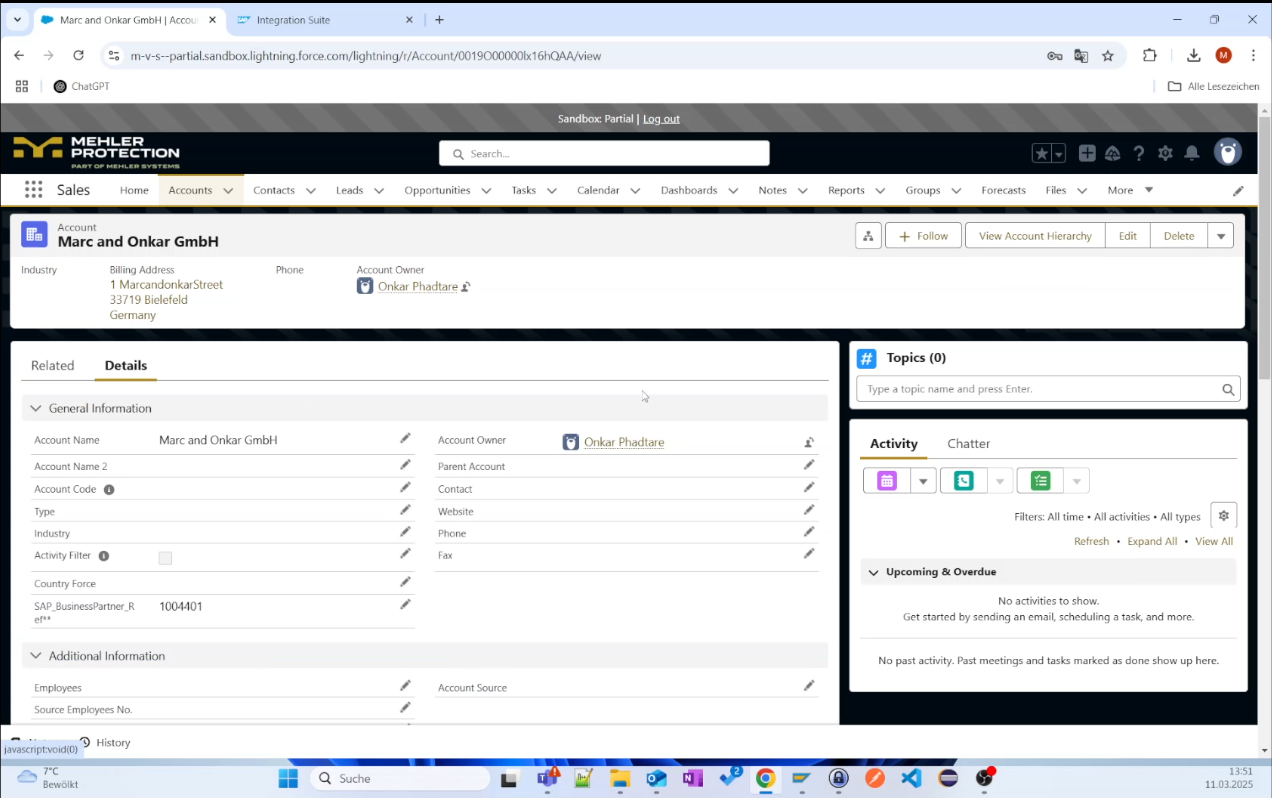 Marc and Onkar GmbH | Accou
Integration Suite
m-v-s--partial.sandbox.lightning.force.com/lightning/r/Account/0019O00000lx16hQAA/view
M
ChatGPT
Alle Lesezeichen
Sandbox: Partial | Log out
MEHLER
PROTECTION
PART OF MEHLER SYSTEMS
Search...
Sales
Home
Accounts
Contacts
Leads
Opportunities
Tasks
Calendar
Dashboards
Notes
Reports
Groups
Forecasts
Files
More
Account
Marc and Onkar GmbH
Follow
View Account Hierarchy
Edit
Delete
Industry
Billing Address
Phone
Account Owner
1 MarcandonkarStreet
33719 Bielefeld
Germany
Onkar Phadtare
Related
Details
General Information
Account Name
Marc and Onkar GmbH
Account Owner
Onkar Phadtare
Account Name 2
Parent Account
Account Code
Contact
Type
Website
Industry
Phone
Activity Filter
Fax
Country Force
SAP_BusinessPartner_R
ef**
1004401
Additional Information
Employees
Account Source
Source Employees No.
Topics (0)
Type a topic name and press Enter.
Activity
Chatter
Filters: All time • All activities • All types
Refresh • Expand All • View All
Upcoming & Overdue
No activities to show.
Get started by sending an email, scheduling a task, and more.
No past activity. Past meetings and tasks marked as done show up here.
History
javascript:void(0)
7°C
Bewölkt
Suche
2
13:51
11.03.2025